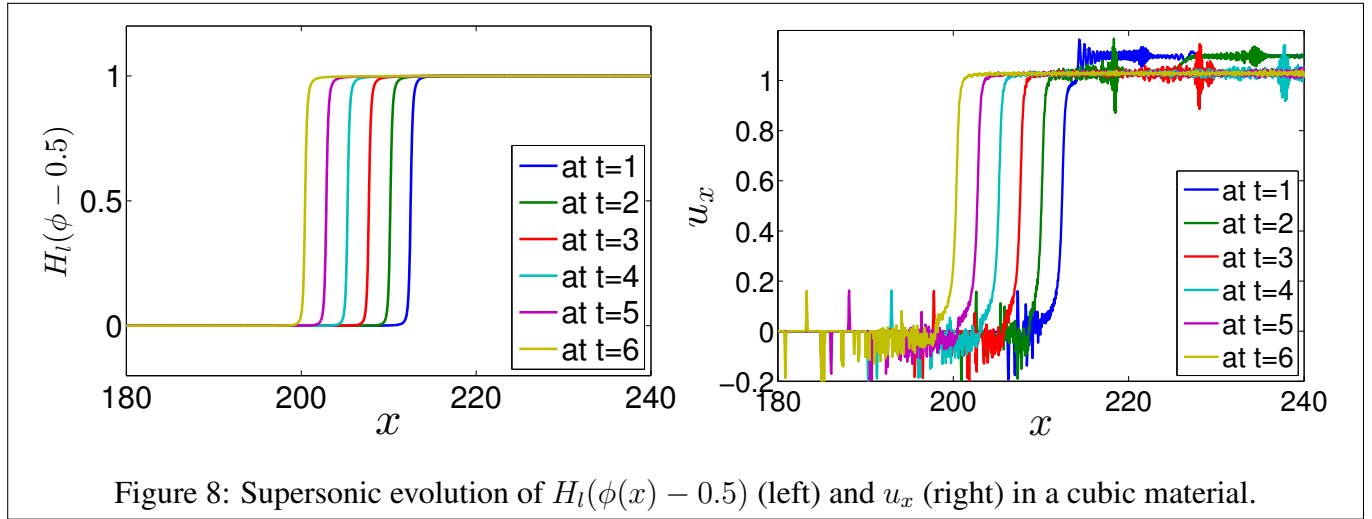 1
0.5
0
H_l(φ − 0.5)
180 200 220 240
x
at t=1
at t=2
at t=3
at t=4
at t=5
at t=6
1
0.8
0.6
0.4
0.2
0
−0.2
u_x
180 200 220 240
x
at t=1
at t=2
at t=3
at t=4
at t=5
at t=6
Figure 8: Supersonic evolution of H_l(φ(x) − 0.5) (left) and u_x (right) in a cubic material.